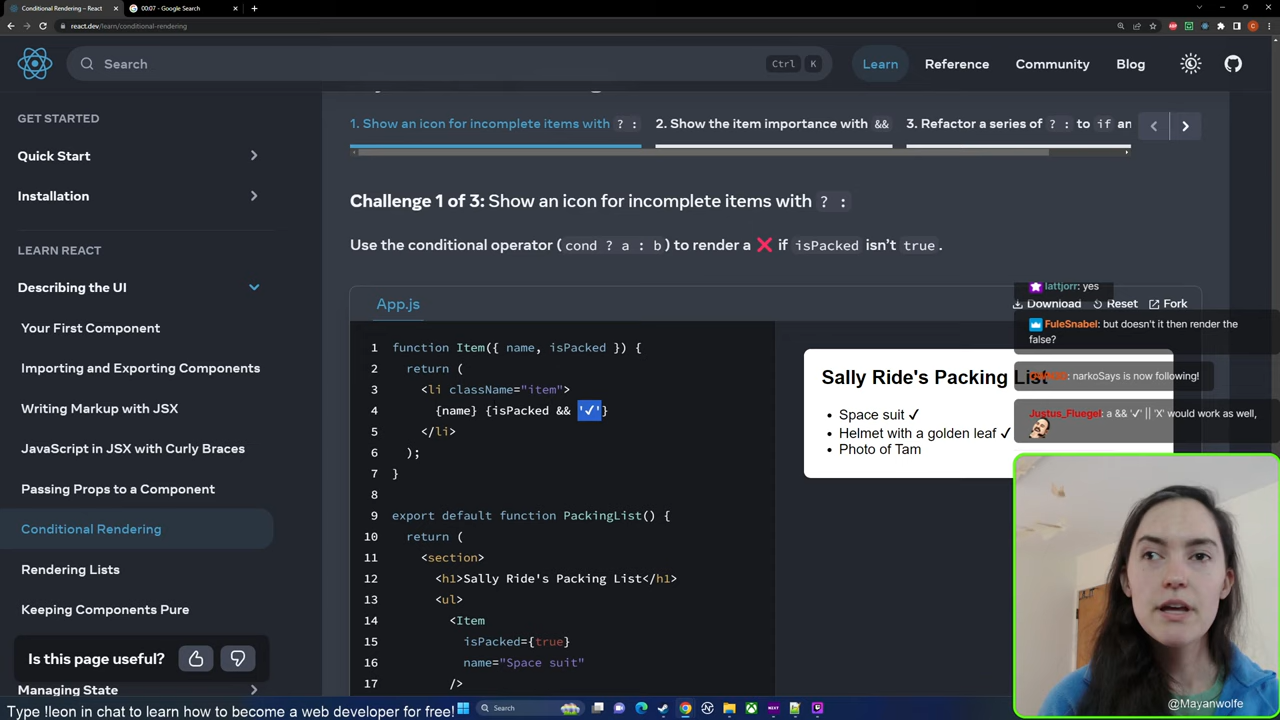 Conditional Rendering – React
00:07 - Google Search
react.dev/learn/conditional-rendering
Search
Ctrl K
Learn
Reference
Community
Blog
GET STARTED
Quick Start
Installation
LEARN REACT
Describing the UI
Your First Component
Importing and Exporting Components
Writing Markup with JSX
JavaScript in JSX with Curly Braces
Passing Props to a Component
Conditional Rendering
Rendering Lists
Keeping Components Pure
Is this page useful?
Managing State
1. Show an icon for incomplete items with ? :
2. Show the item importance with &&
3. Refactor a series of ? : to if an
Challenge 1 of 3: Show an icon for incomplete items with ? :
Use the conditional operator (cond ? a : b) to render a ❌ if isPacked isn’t true.
App.js
Download
Reset
Fork
1 function Item({ name, isPacked }) {
2 return (
3 <li className="item">
4 {name} {isPacked && '✔'}
5 </li>
6 );
7 }
8
9 export default function PackingList() {
10 return (
11 <section>
12 <h1>Sally Ride's Packing List</h1>
13 <ul>
14 <Item
15 isPacked={true}
16 name="Space suit"
17 />
Sally Ride's Packing List
Space suit ✔
Helmet with a golden leaf ✔
Photo of Tam
lattjorr: yes
FuleSnabel: but doesn't it then render the
false?
narkoSays is now following!
Justus_Fluegel: a && '✓' || 'X' would work as well,
@Mayanwolfe
Type !leon in chat to learn how to become a web developer for free!
Search